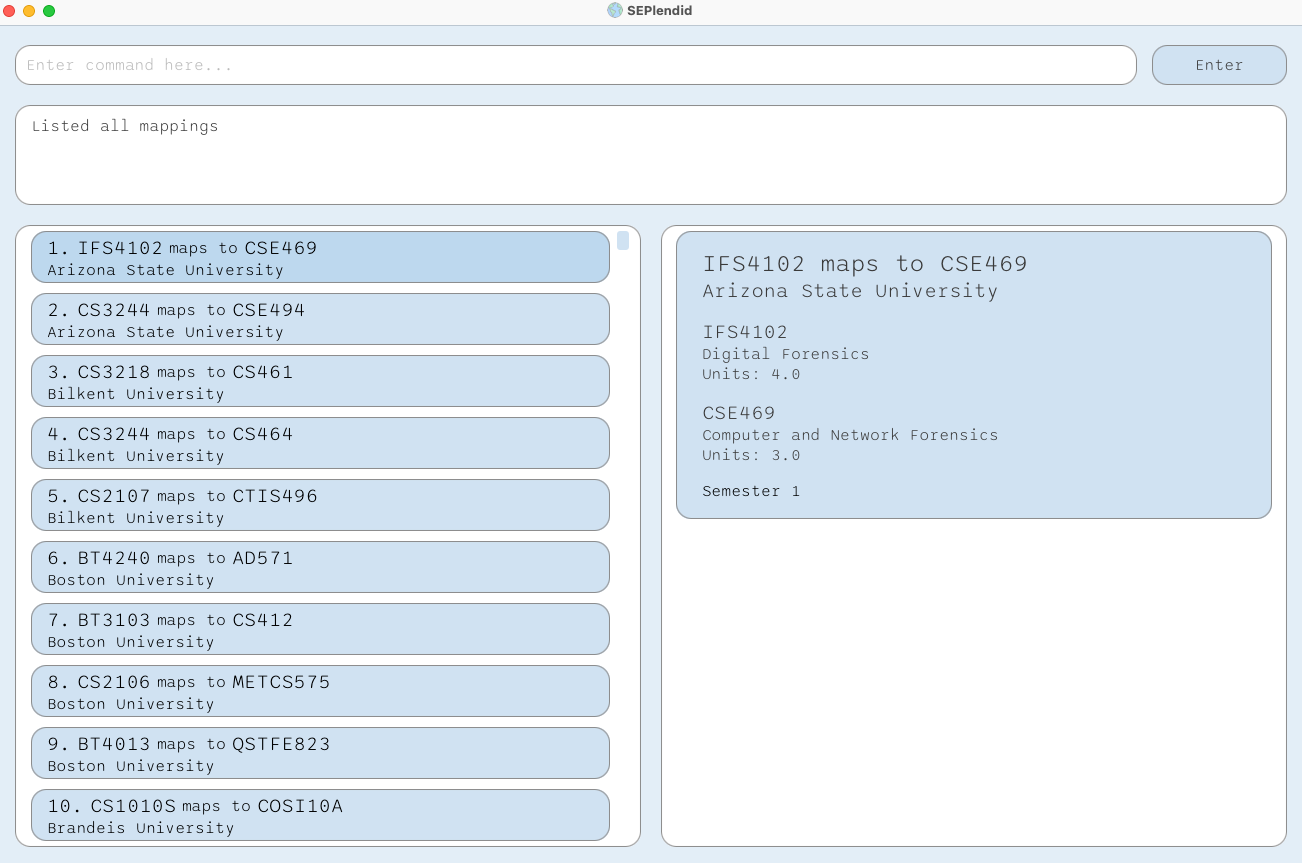 SEPlendid
Enter command here...
Enter
Listed all mappings
1. IFS4102 maps to CSE469
Arizona State University
2. CS3244 maps to CSE494
Arizona State University
3. CS3218 maps to CS461
Bilkent University
4. CS3244 maps to CS464
Bilkent University
5. CS2107 maps to CTIS496
Bilkent University
6. BT4240 maps to AD571
Boston University
7. BT3103 maps to CS412
Boston University
8. CS2106 maps to METCS575
Boston University
9. BT4013 maps to QSTFE823
Boston University
10. CS1010S maps to COSI10A
Brandeis University
IFS4102 maps to CSE469
Arizona State University
IFS4102
Digital Forensics
Units: 4.0
CSE469
Computer and Network Forensics
Units: 3.0
Semester 1